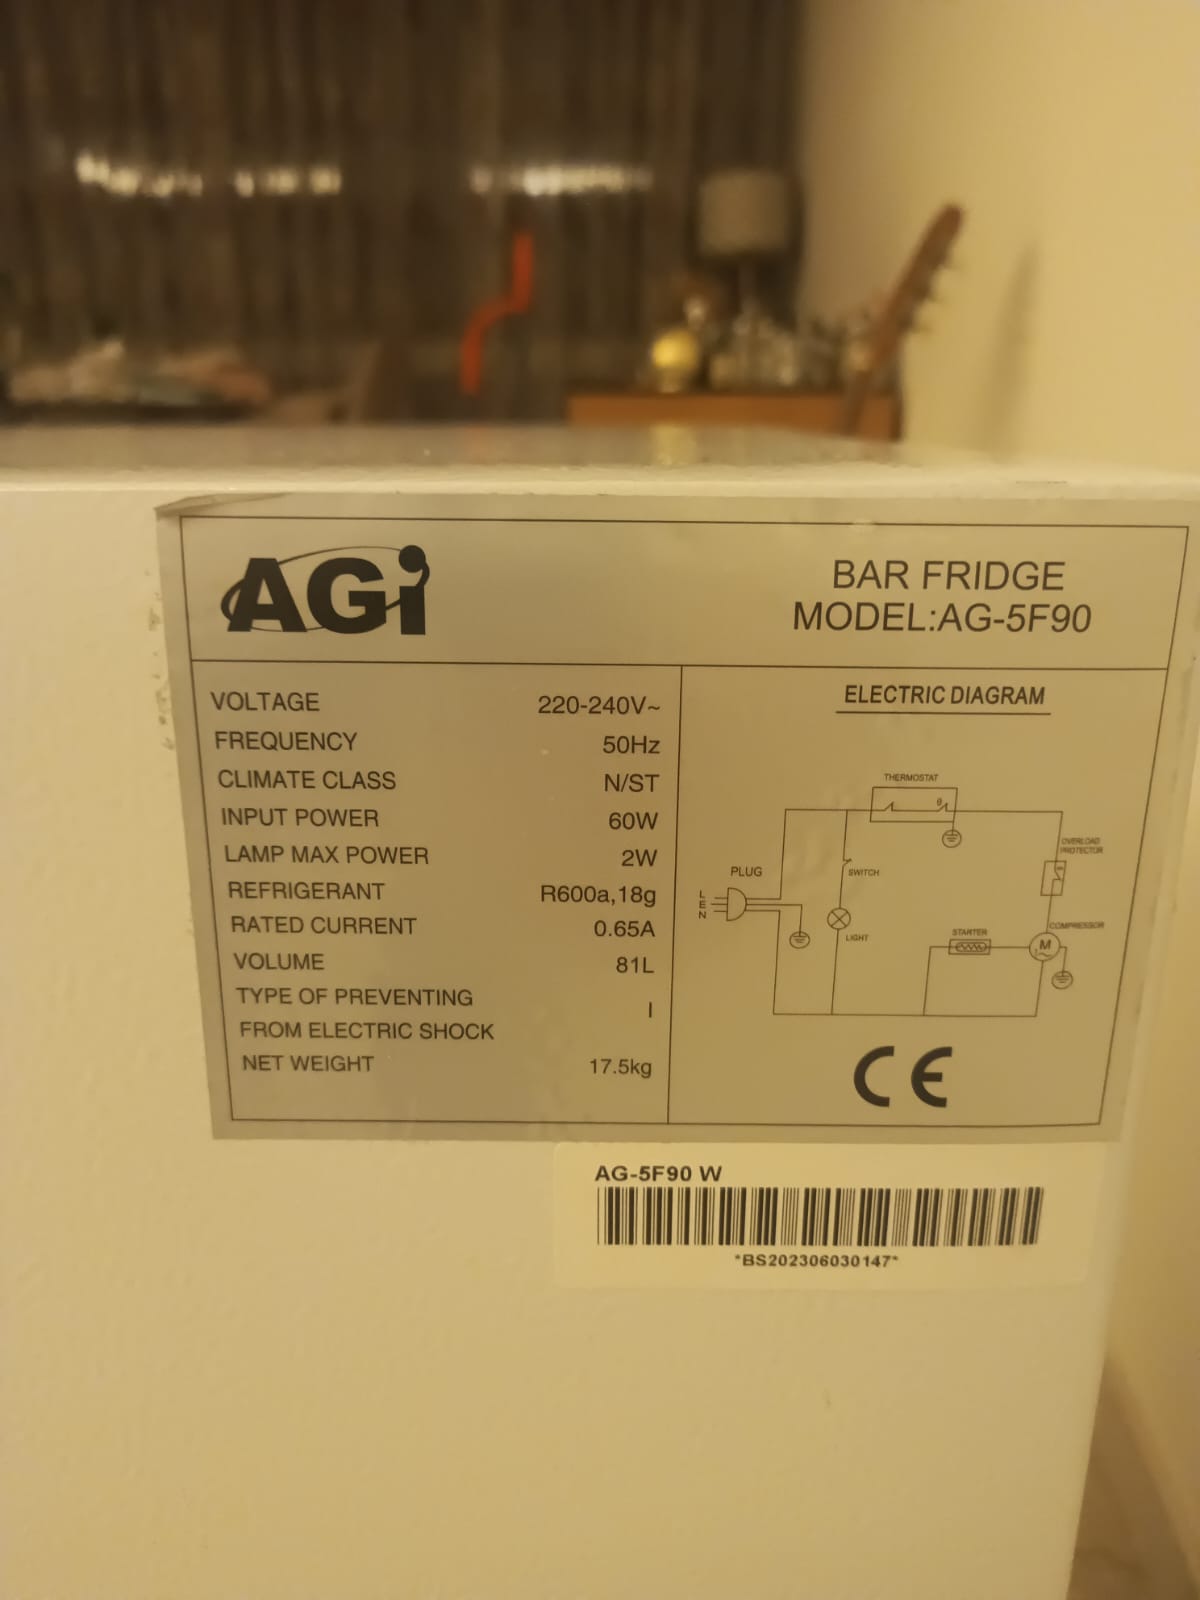 AGi
BAR FRIDGE
MODEL:AG-5F90
VOLTAGE 220-240V~
FREQUENCY 50Hz
CLIMATE CLASS N/ST
INPUT POWER 60W
LAMP MAX POWER 2W
REFRIGERANT R600a,18g
RATED CURRENT 0.65A
VOLUME 81L
TYPE OF PREVENTING
FROM ELECTRIC SHOCK I
NET WEIGHT 17.5kg
ELECTRIC DIAGRAM
THERMOSTAT
θ
OVERLOAD
PROTECTOR
PLUG
SWITCH
L
E
N
LIGHT
STARTER
COMPRESSOR
M
CE
AG-5F90 W
*BS202306030147*